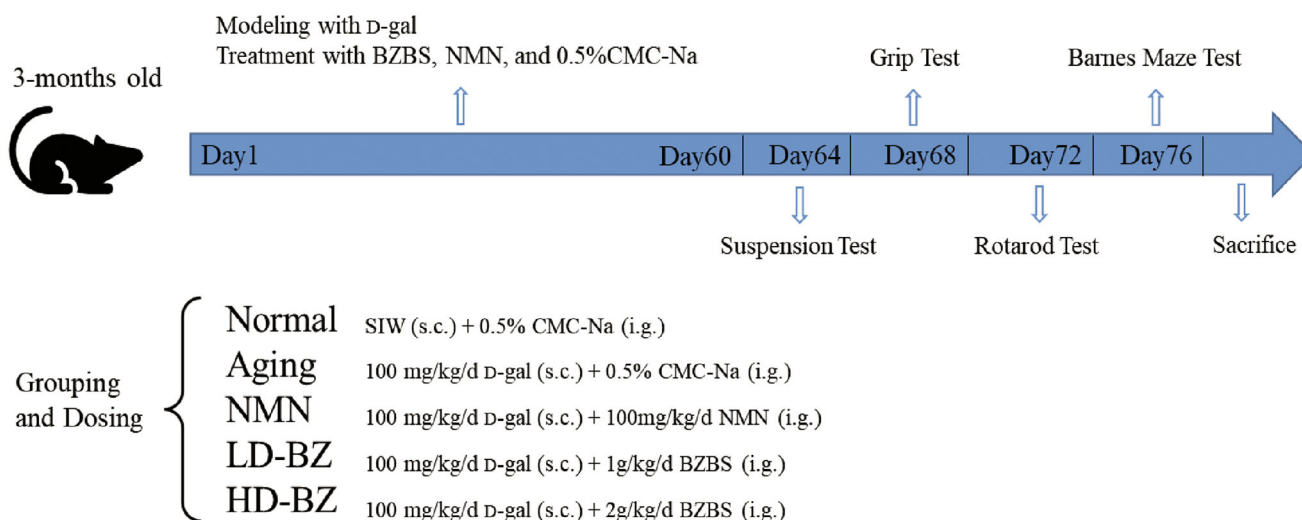 Modeling with D-gal
Treatment with BZBS, NMN, and 0.5%CMC-Na
3-months old
Grip Test
Barnes Maze Test
Day1
Day60
Day64
Day68
Day72
Day76
Suspension Test
Rotarod Test
Sacrifice
Grouping
and Dosing
Normal SIW (s.c.) + 0.5% CMC-Na (i.g.)
Aging 100 mg/kg/d D-gal (s.c.) + 0.5% CMC-Na (i.g.)
NMN 100 mg/kg/d D-gal (s.c.) + 100mg/kg/d NMN (i.g.)
LD-BZ 100 mg/kg/d D-gal (s.c.) + 1g/kg/d BZBS (i.g.)
HD-BZ 100 mg/kg/d D-gal (s.c.) + 2g/kg/d BZBS (i.g.)